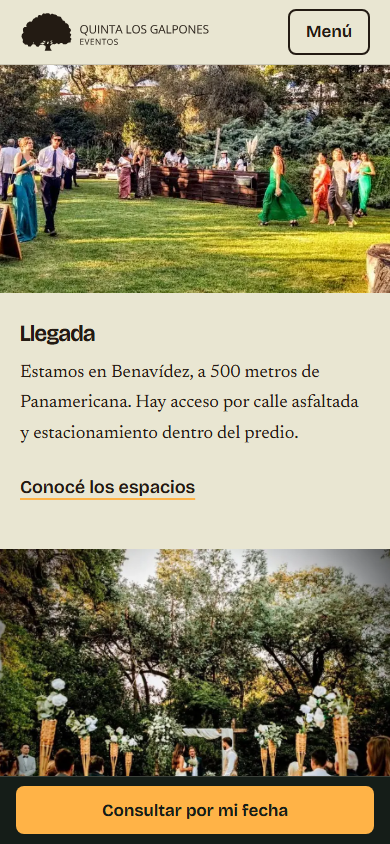 QUINTA LOS GALPONES
EVENTOS
Menú
Llegada
Estamos en Benavídez, a 500 metros de
Panamericana. Hay acceso por calle asfaltada
y estacionamiento dentro del predio.
Conocé los espacios
Consultar por mi fecha